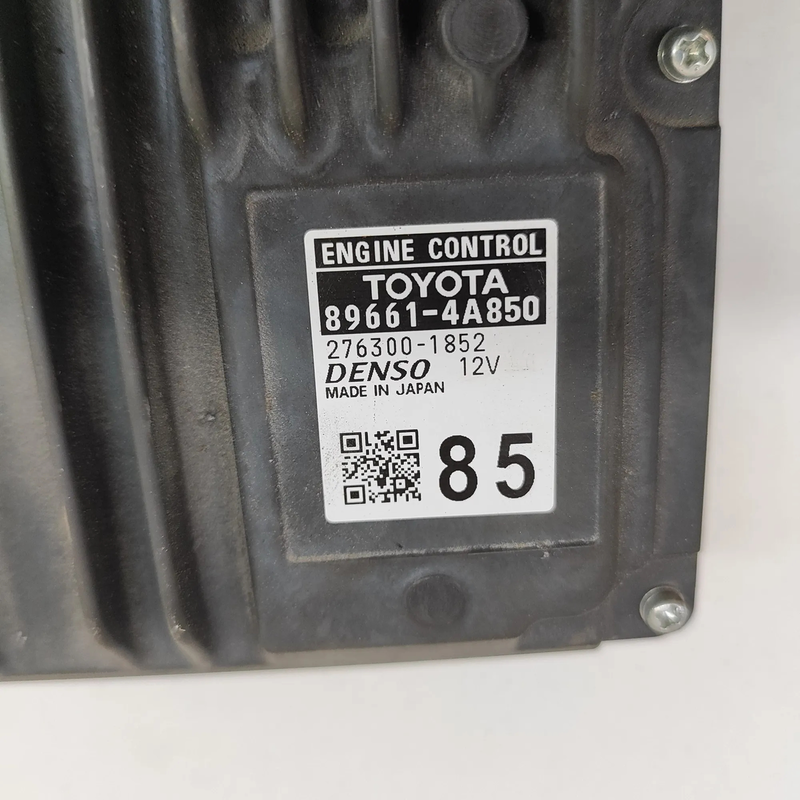 ENGINE CONTROL
TOYOTA
89661-4A850
276300-1852
DENSO 12V
MADE IN JAPAN
85